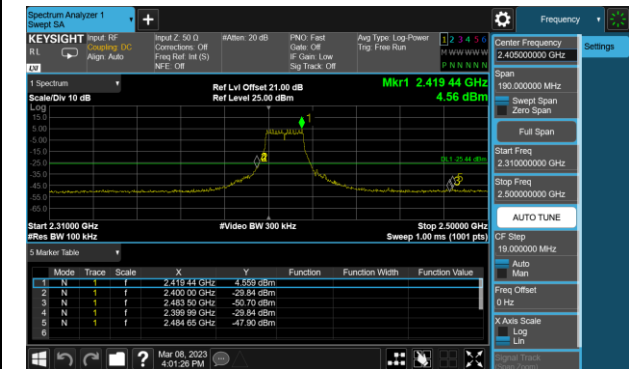 Spectrum Analyzer 1
Swept SA
+
Frequency
KEYSIGHT
Input: RF
Input Z: 50 Ω
#Atten: 20 dB
PNO: Fast
Avg Type: Log-Power
1 2 3 4 5 6
RL
Coupling: DC
Corrections: Off
Gate: Off
Trig: Free Run
M W W W W W
Align: Auto
Freq Ref: Int (S)
IF Gain: Low
P N N N N N
NFE: Off
Sig Track: Off
LXI
1 Spectrum
Ref Lvl Offset 21.00 dB
Mkr1 2.419 44 GHz
Scale/Div 10 dB
Ref Level 25.00 dBm
4.56 dBm
Log
15.0
5.00
-5.00
-15.0
-25.0
-35.0
-45.0
-55.0
-65.0
1
DL1 -25.44 dBm
Start 2.31000 GHz
#Video BW 300 kHz
Stop 2.50000 GHz
#Res BW 100 kHz
Sweep 1.00 ms (1001 pts)
5 Marker Table
Mode Trace Scale X Y Function Function Width Function Value
1 N 1 f 2.419 44 GHz 4.559 dBm
2 N 1 f 2.400 00 GHz -29.84 dBm
3 N 1 f 2.483 50 GHz -50.70 dBm
4 N 1 f 2.399 99 GHz -29.84 dBm
5 N 1 f 2.484 65 GHz -47.90 dBm
6
?
Mar 08, 2023
4:01:26 PM
Center Frequency
2.405000000 GHz
Settings
Span
190.000000 MHz
Swept Span
Zero Span
Full Span
Start Freq
2.310000000 GHz
Stop Freq
2.500000000 GHz
AUTO TUNE
CF Step
19.000000 MHz
Auto
Man
Freq Offset
0 Hz
X Axis Scale
Log
Lin
Signal Track
(Span Zoom)